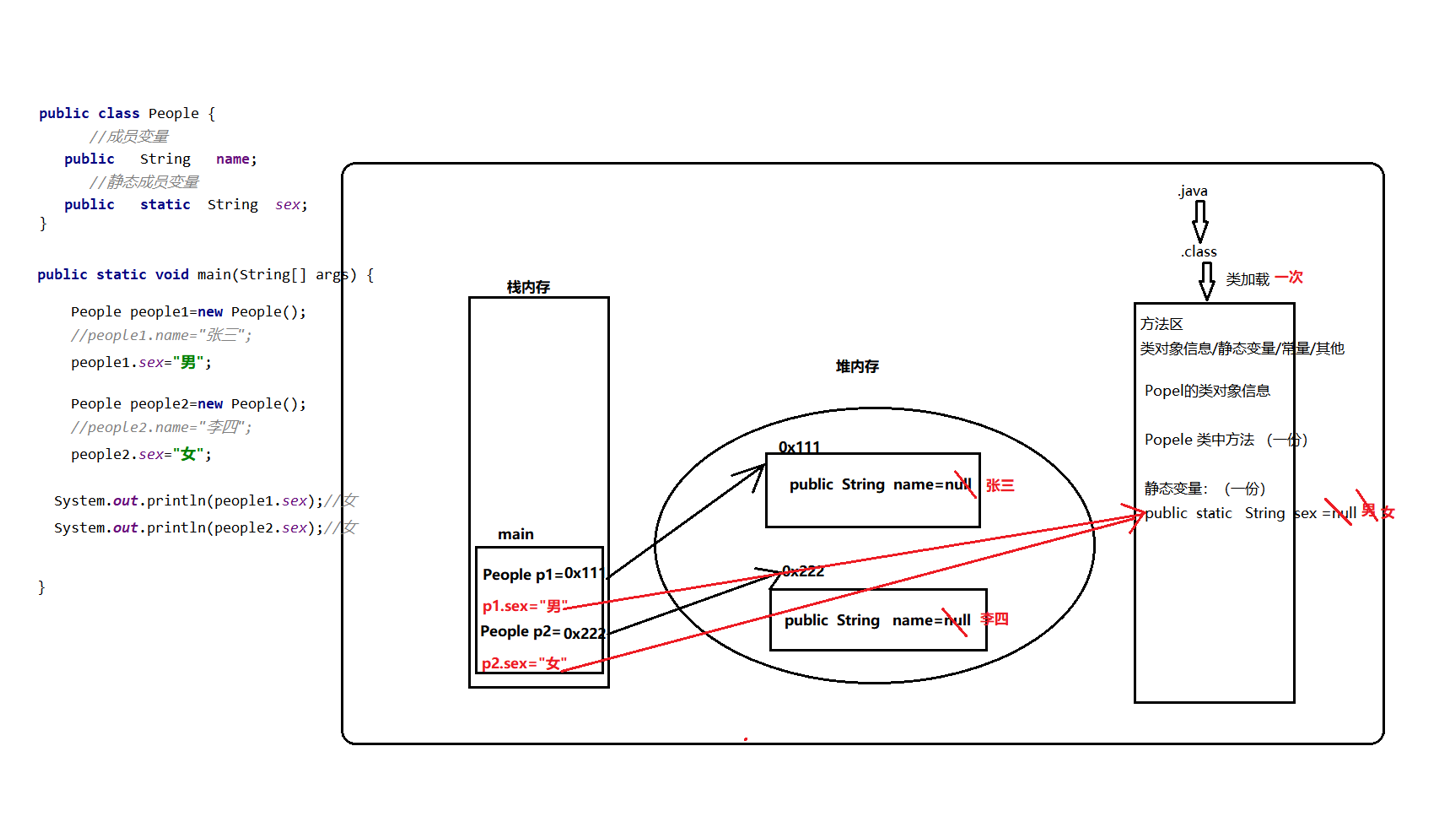 public class People {
//成员变量
public String name;
//静态成员变量
public static String sex;
}
public static void main(String[] args) {
People people1=new People();
//people1.name="张三";
people1.sex="男";
People people2=new People();
//people2.name="李四";
people2.sex="女";
System.out.println(people1.sex);//女
System.out.println(people2.sex);//女
}
栈内存
main
People p1=0x111
p1.sex="男"
People p2=0x222
p2.sex="女"
堆内存
0x111
public String name=null 张三
0x222
public String name=null 李四
.java
.class
类加载 一次
方法区
类对象信息/静态变量/常量/其他
Popel的类对象信息
Popele 类中方法 （一份）
静态变量：（一份）
public static String sex =null 男 女